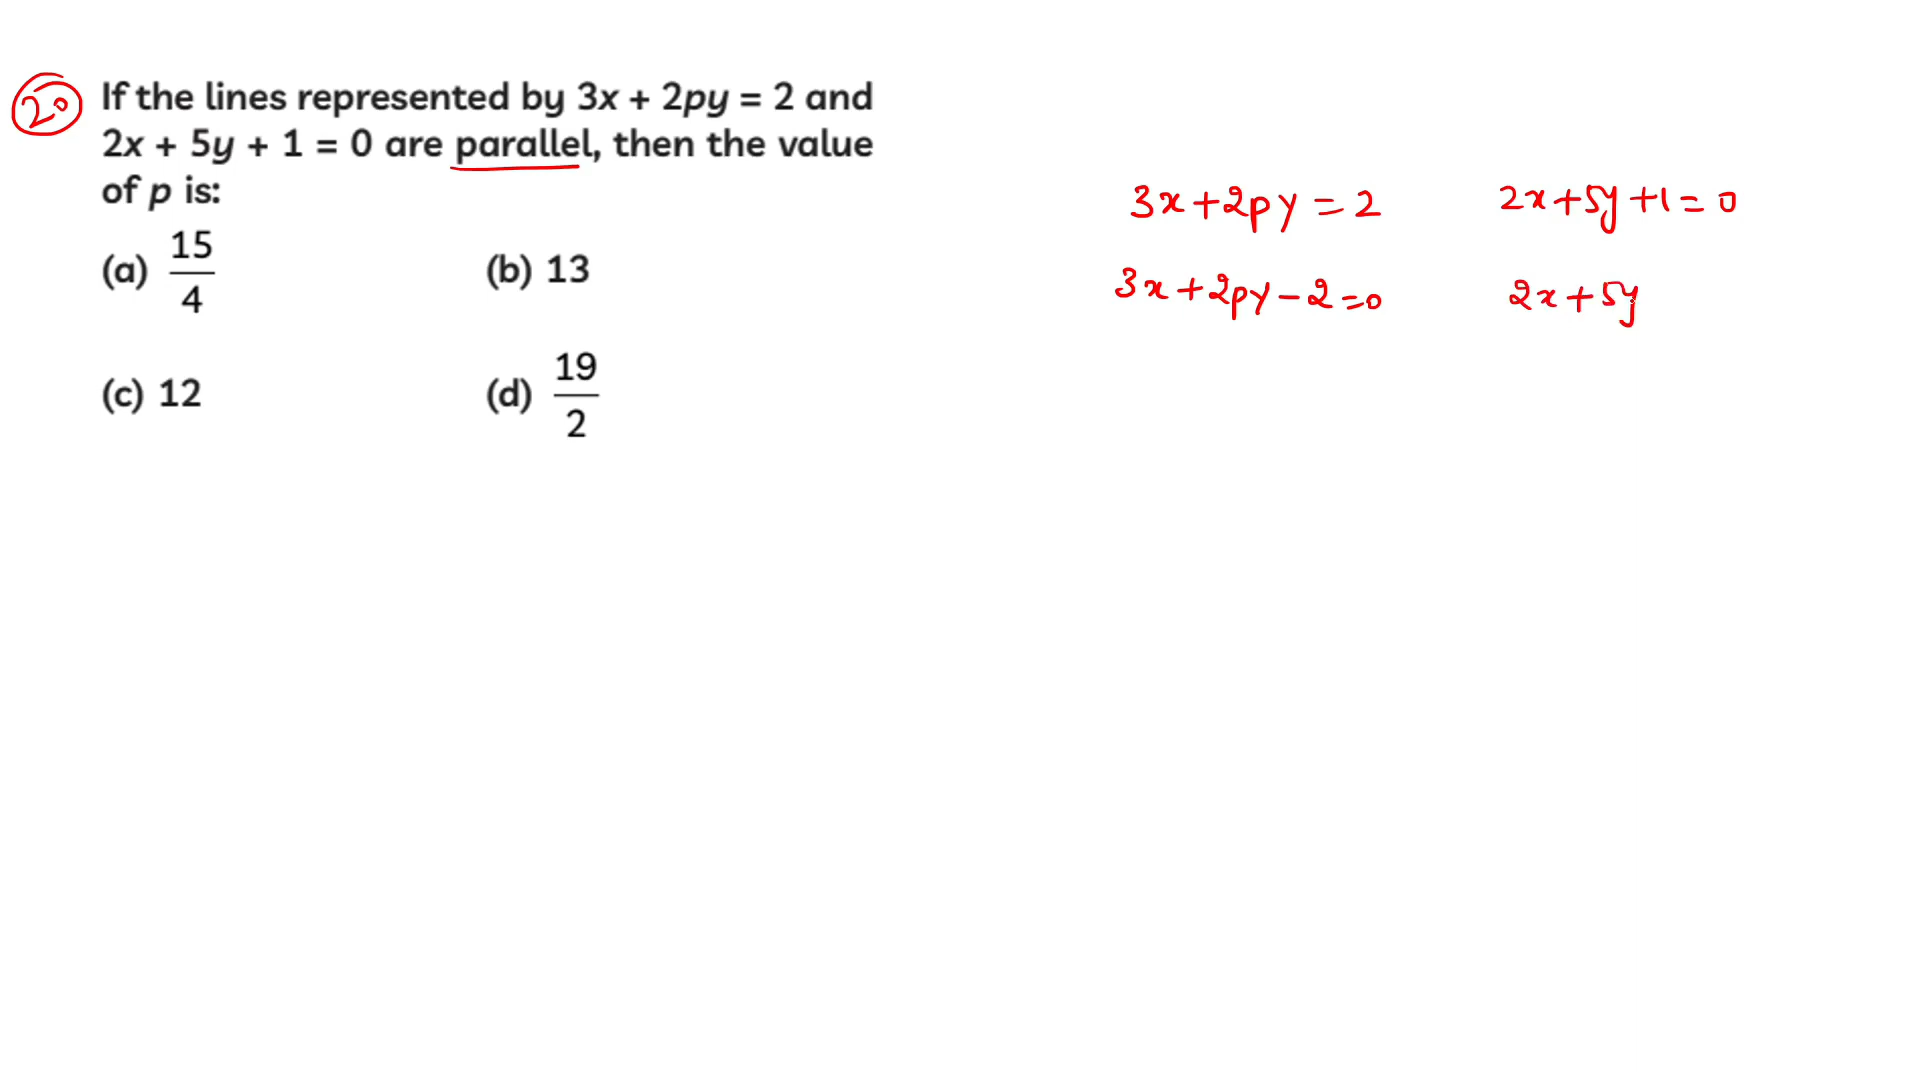 20 If the lines represented by 3x + 2py = 2 and
2x + 5y + 1 = 0 are parallel, then the value
of p is:
(a) 15/4 (b) 13
(c) 12 (d) 19/2
3x+2py=2 2x+5y+1=0
3x+2py-2=0 2x+5y